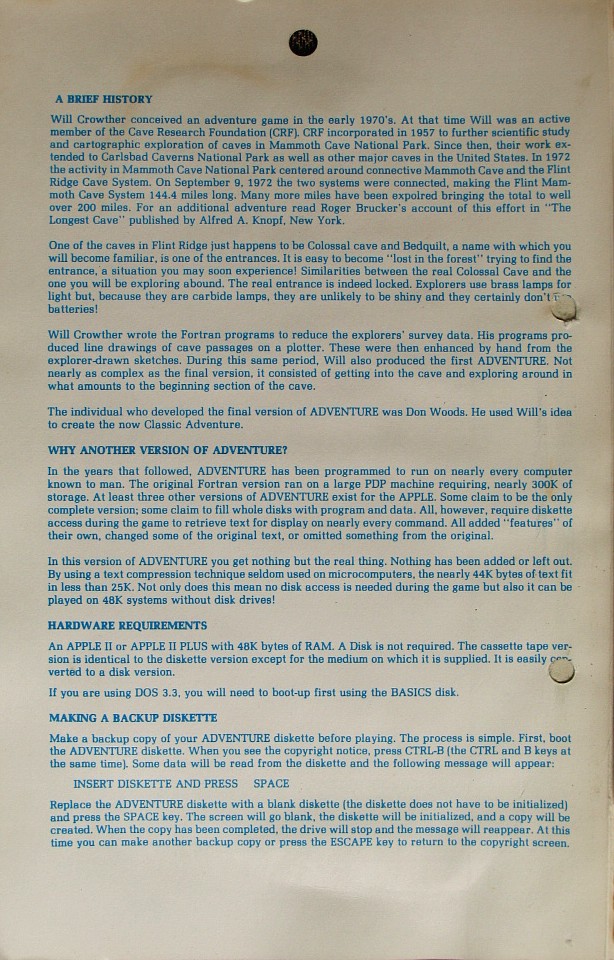 A BRIEF HISTORY
Will Crowther conceived an adventure game in the early 1970's. At that time Will was an active
member of the Cave Research Foundation (CRF). CRF incorporated in 1957 to further scientific study
and cartographic exploration of caves in Mammoth Cave National Park. Since then, their work ex-
tended to Carlsbad Caverns National Park as well as other major caves in the United States. In 1972
the activity in Mammoth Cave National Park centered around connective Mammoth Cave and the Flint
Ridge Cave System. On September 9, 1972 the two systems were connected, making the Flint Mam-
moth Cave System 144.4 miles long. Many more miles have been expolred bringing the total to well
over 200 miles. For an additional adventure read Roger Brucker's account of this effort in "The
Longest Cave" published by Alfred A. Knopf, New York.
One of the caves in Flint Ridge just happens to be Colossal cave and Bedquilt, a name with which you
will become familiar, is one of the entrances. It is easy to become "lost in the forest" trying to find the
entrance, a situation you may soon experience! Similarities between the real Colossal Cave and the
one you will be exploring abound. The real entrance is indeed locked. Explorers use brass lamps for
light but, because they are carbide lamps, they are unlikely to be shiny and they certainly don't
batteries!
Will Crowther wrote the Fortran programs to reduce the explorers' survey data. His programs pro-
duced line drawings of cave passages on a plotter. These were then enhanced by hand from the
explorer-drawn sketches. During this same period, Will also produced the first ADVENTURE. Not
nearly as complex as the final version, it consisted of getting into the cave and exploring around in
what amounts to the beginning section of the cave.
The individual who developed the final version of ADVENTURE was Don Woods. He used Will's idea
to create the now Classic Adventure.
WHY ANOTHER VERSION OF ADVENTURE?
In the years that followed, ADVENTURE has been programmed to run on nearly every computer
known to man. The original Fortran version ran on a large PDP machine requiring, nearly 300K of
storage. At least three other versions of ADVENTURE exist for the APPLE. Some claim to be the only
complete version; some claim to fill whole disks with program and data. All, however, require diskette
access during the game to retrieve text for display on nearly every command. All added "features" of
their own, changed some of the original text, or omitted something from the original.
In this version of ADVENTURE you get nothing but the real thing. Nothing has been added or left out.
By using a text compression technique seldom used on microcomputers, the nearly 44K bytes of text fit
in less than 25K. Not only does this mean no disk access is needed during the game but also it can be
played on 48K systems without disk drives!
HARDWARE REQUIREMENTS
An APPLE II or APPLE II PLUS with 48K bytes of RAM. A Disk is not required. The cassette tape ver-
sion is identical to the diskette version except for the medium on which it is supplied. It is easily con-
verted to a disk version.
If you are using DOS 3.3, you will need to boot-up first using the BASICS disk.
MAKING A BACKUP DISKETTE
Make a backup copy of your ADVENTURE diskette before playing. The process is simple. First, boot
the ADVENTURE diskette. When you see the copyright notice, press CTRL-B (the CTRL and B keys at
the same time). Some data will be read from the diskette and the following message will appear:
INSERT DISKETTE AND PRESS SPACE
Replace the ADVENTURE diskette with a blank diskette (the diskette does not have to be initialized)
and press the SPACE key. The screen will go blank, the diskette will be initialized, and a copy will be
created. When the copy has been completed, the drive will stop and the message will reappear. At this
time you can make another backup copy or press the ESCAPE key to return to the copyright screen.